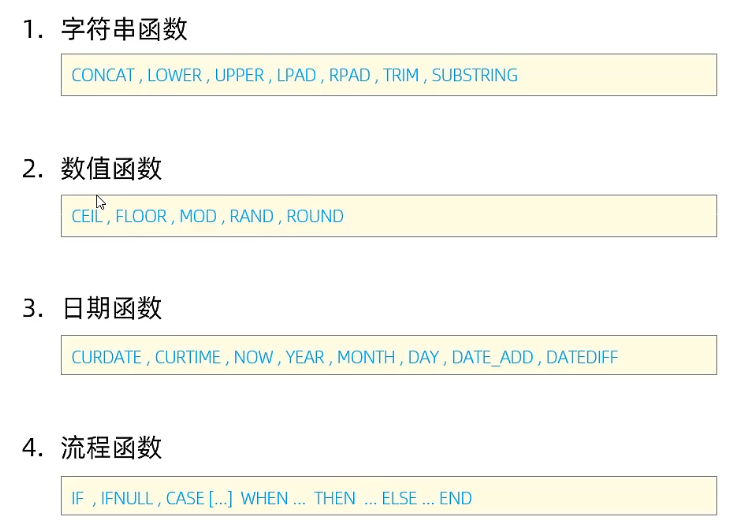 1. 字符串函数
CONCAT , LOWER , UPPER , LPAD , RPAD , TRIM , SUBSTRING
2. 数值函数
CEIL , FLOOR , MOD , RAND , ROUND
3. 日期函数
CURDATE , CURTIME , NOW , YEAR , MONTH , DAY , DATE_ADD , DATEDIFF
4. 流程函数
IF , IFNULL , CASE [...] WHEN ... THEN ... ELSE ... END